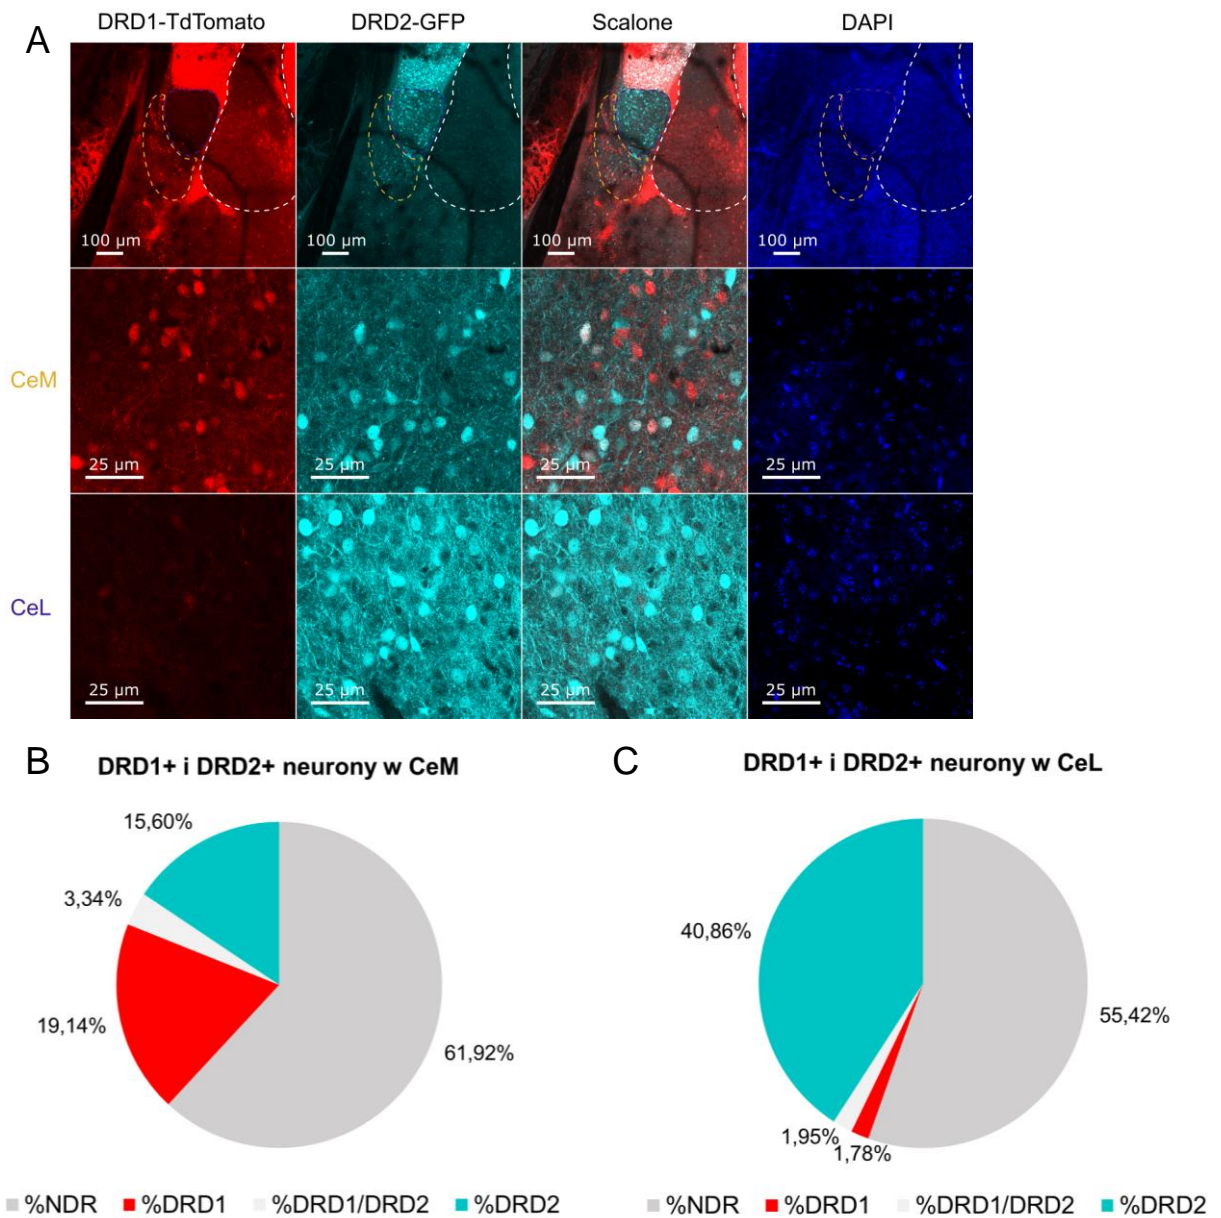 A
DRD1-TdTomato DRD2-GFP Scalone DAPI
100 μm 100 μm 100 μm 100 μm
CeM
25 μm 25 μm 25 μm 25 μm
CeL
25 μm 25 μm 25 μm 25 μm
B
DRD1+ i DRD2+ neurony w CeM
15,60%
3,34%
19,14%
61,92%
%NDR %DRD1 %DRD1/DRD2 %DRD2
C
DRD1+ i DRD2+ neurony w CeL
40,86%
55,42%
1,95%
1,78%
%NDR %DRD1 %DRD1/DRD2 %DRD2